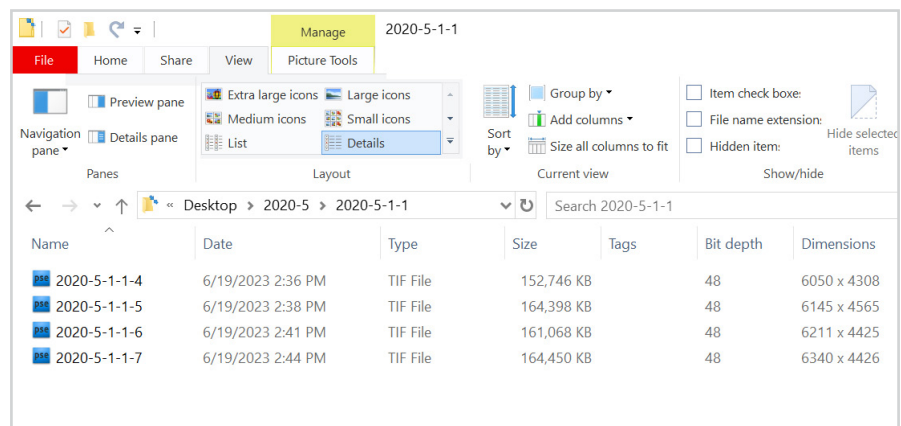 Manage 2020-5-1-1
File Home Share View Picture Tools
Preview pane
Details pane
Navigation pane
Panes
Extra large icons Large icons
Medium icons Small icons
List Details
Layout
Sort by
Group by
Add columns
Size all columns to fit
Current view
Item check boxe:
File name extension:
Hidden item:
Hide selected items
Show/hide
« Desktop > 2020-5 > 2020-5-1-1
Search 2020-5-1-1
Name Date Type Size Tags Bit depth Dimensions
pse 2020-5-1-1-4 6/19/2023 2:36 PM TIF File 152,746 KB 48 6050 x 4308
pse 2020-5-1-1-5 6/19/2023 2:38 PM TIF File 164,398 KB 48 6145 x 4565
pse 2020-5-1-1-6 6/19/2023 2:41 PM TIF File 161,068 KB 48 6211 x 4425
pse 2020-5-1-1-7 6/19/2023 2:44 PM TIF File 164,450 KB 48 6340 x 4426